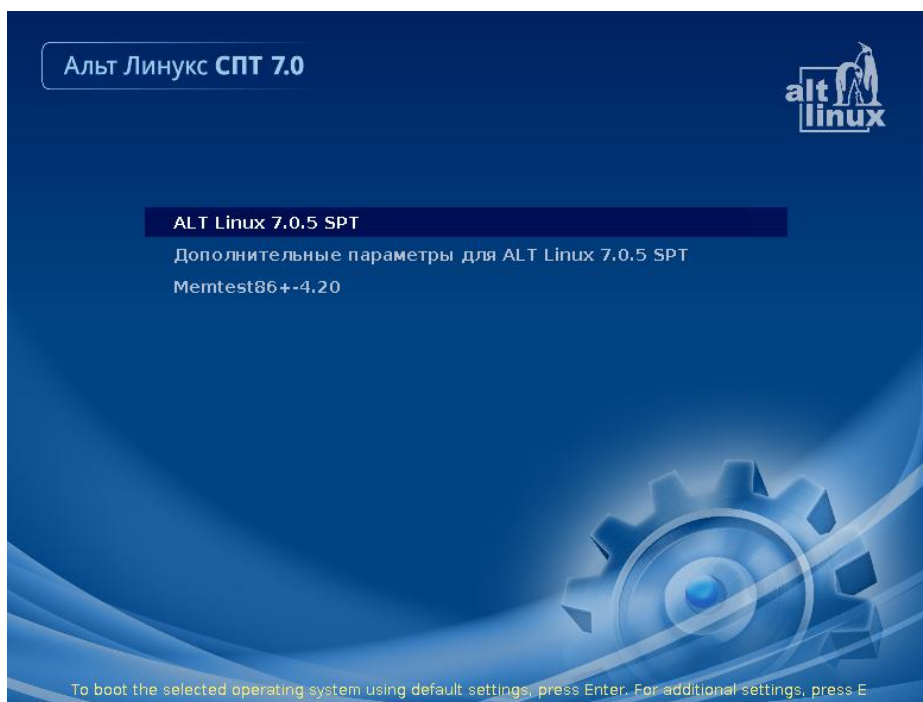 Альт Линукс СПТ 7.0
alt
linux
ALT Linux 7.0.5 SPT
Дополнительные параметры для ALT Linux 7.0.5 SPT
Memtest86+-4.20
To boot the selected operating system using default settings, press Enter. For additional settings, press E